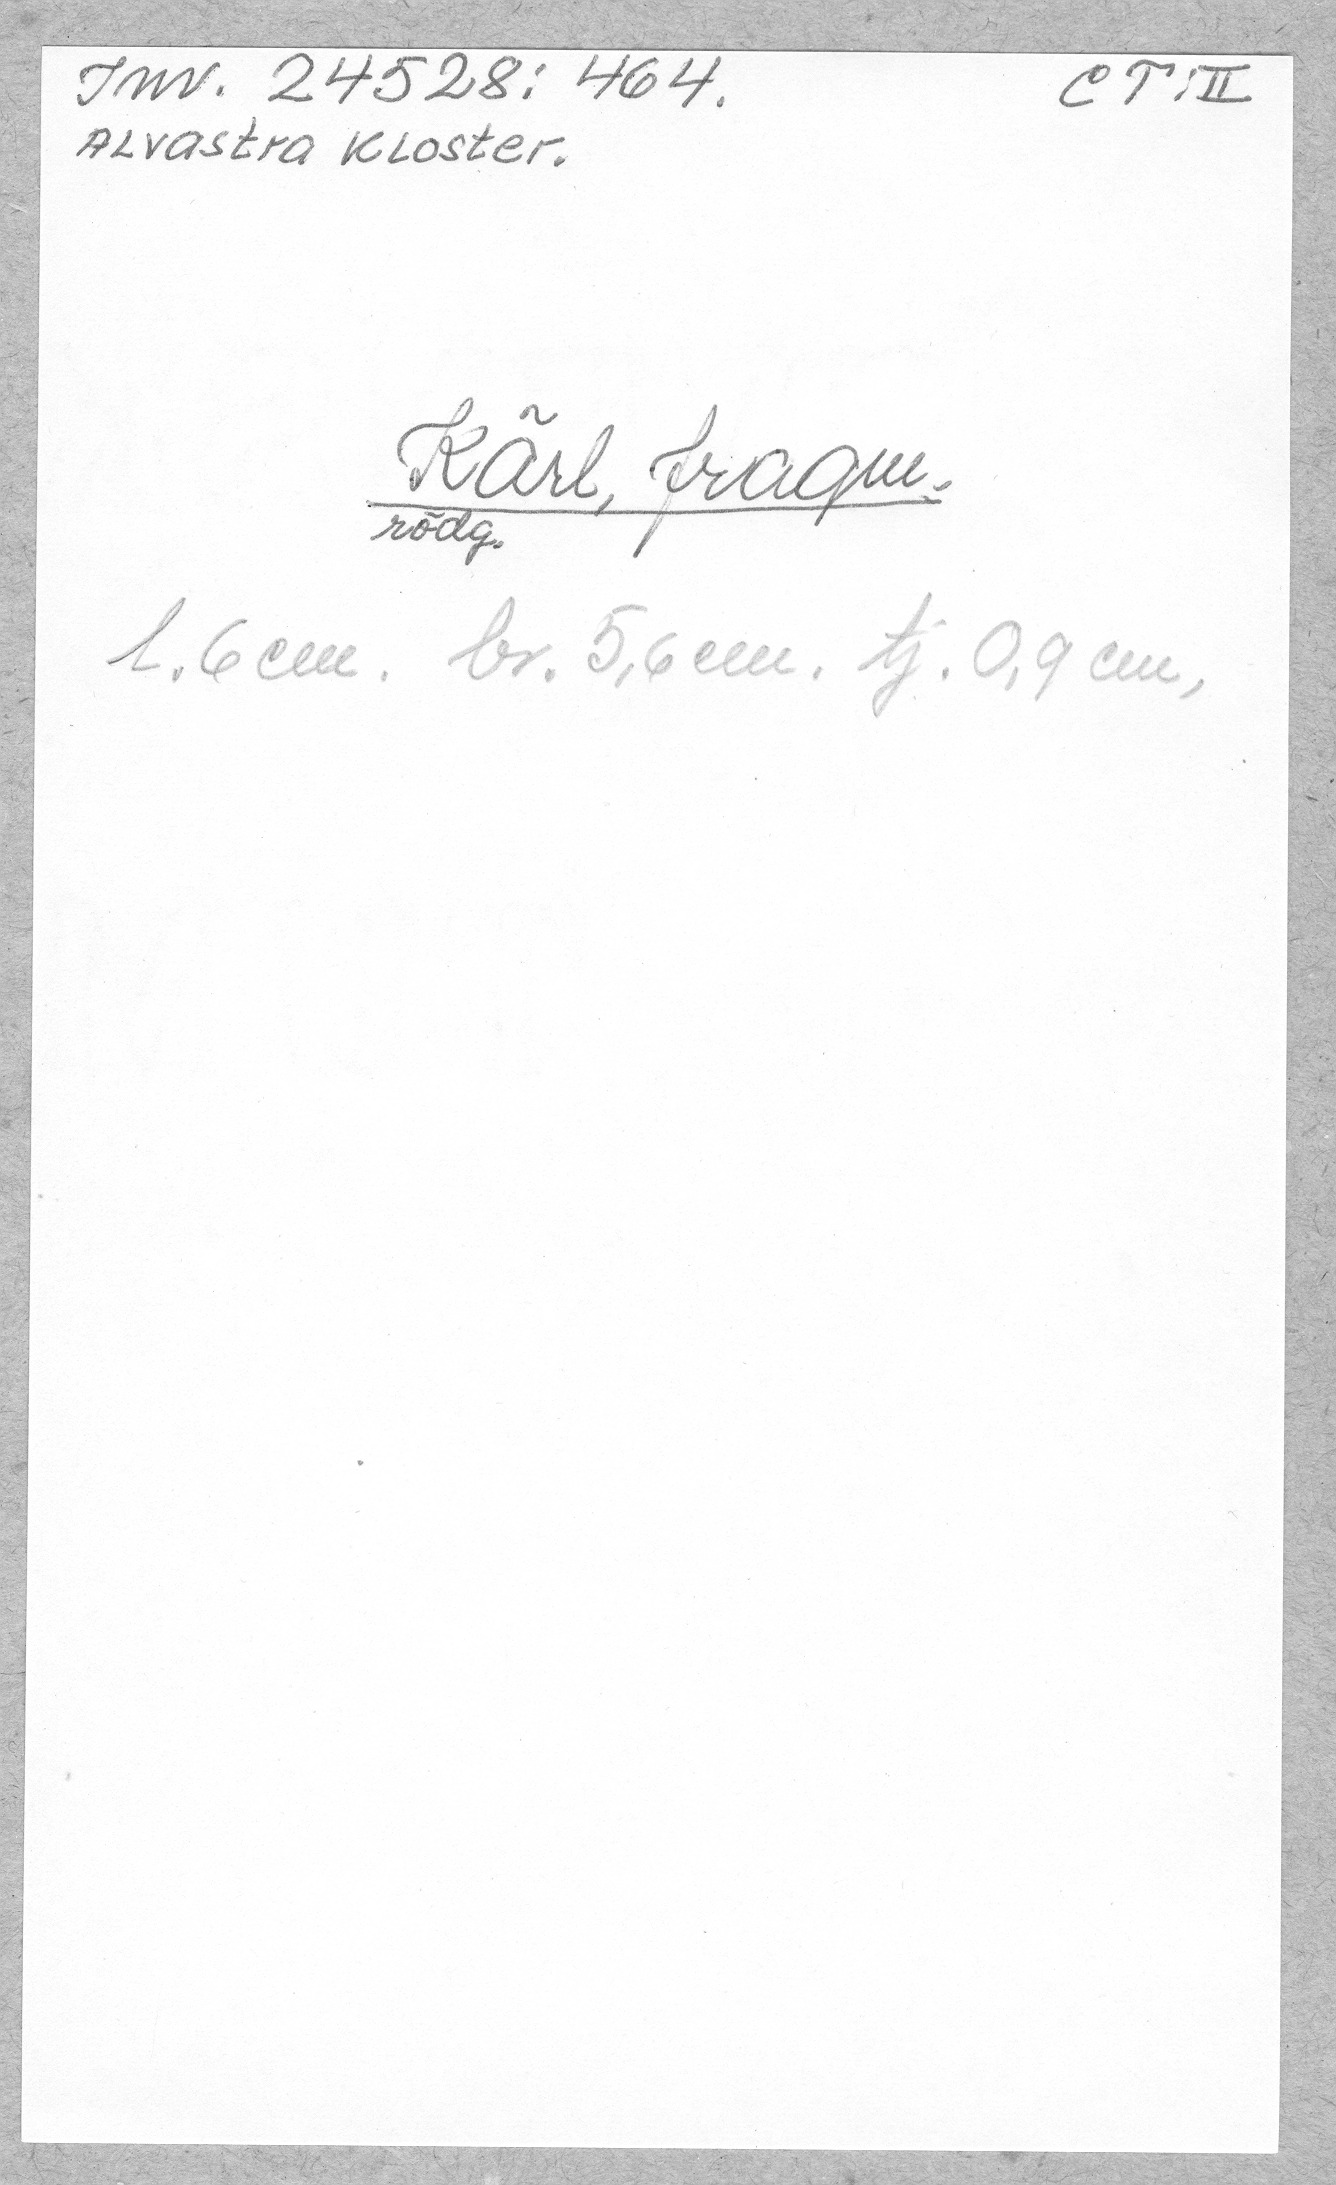 Inv. 24528: 464. CT:II
Alvastra Kloster.
Kärl, fragm.
rödg.
l. 6 cm. br. 5,6 cm. tj. 0,9 cm,